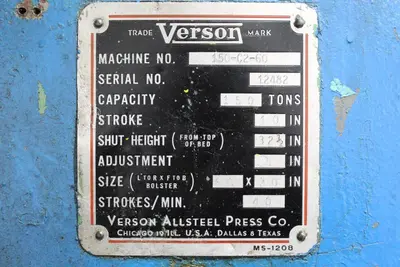 TRADE Verson MARK
MACHINE NO. 150-C2-60
SERIAL NO. 12482
CAPACITY 150 TONS
STROKE 10 IN
SHUT-HEIGHT (FROM-TOP OF BED) IN
ADJUSTMENT IN
SIZE (L TO R X F TO B BOLSTER) X IN
STROKES/MIN. 40
VERSON ALLSTEEL PRESS CO.
CHICAGO 19 ILL. U.S.A. DALLAS 8 TEXAS
MS-1208